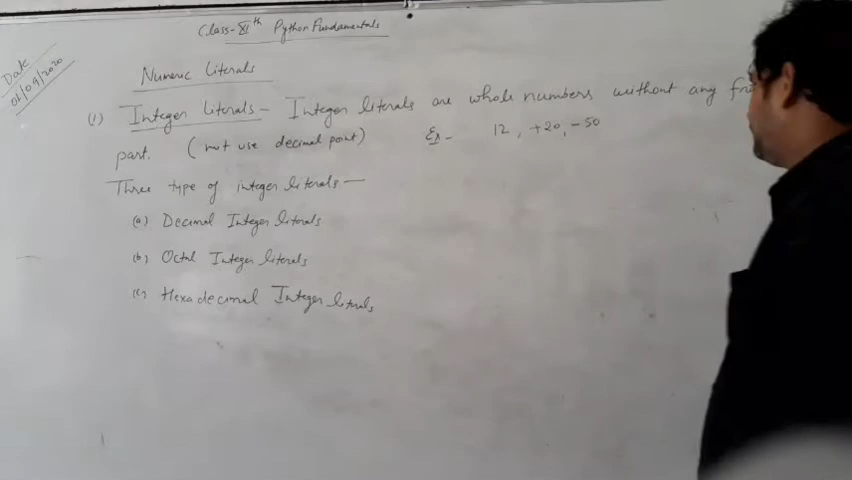 Class-XIth Python Fundamentals
Date
01/09/2020
Numeric Literals
(1) Integer literals - Integer literals are whole numbers without any
part. (not use decimal point) Ex- 12, +20, -50
Three type of integer literals-
(a) Decimal Integer literals
(b) Octal Integer literals
(c) Hexadecimal Integer literals